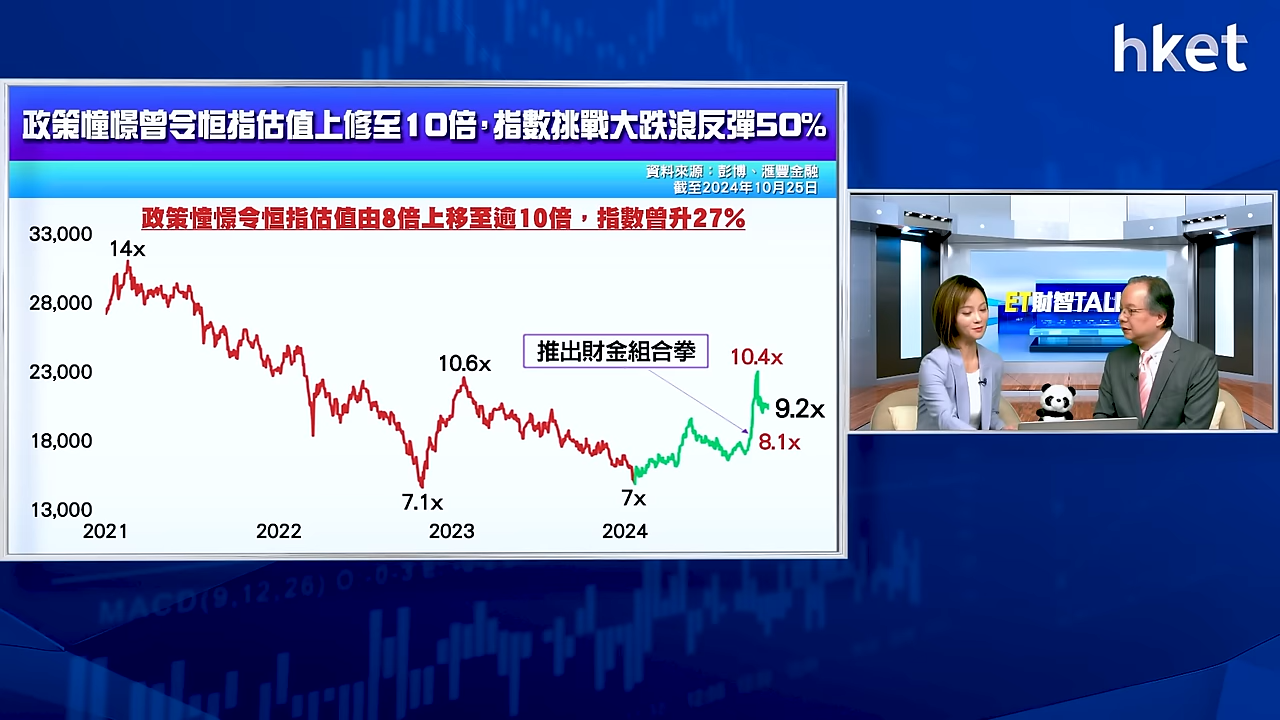 hket
政策憧憬曾令恒指估值上修至10倍，指數挑戰大跌浪反彈50%
資料來源：彭博、滙豐金融
截至2024年10月25日
政策憧憬令恒指估值由8倍上移至逾10倍，指數曾升27%
33,000
14x
28,000
ET財智TALK
推出財金組合拳
10.6x
10.4x
23,000
9.2x
18,000
8.1x
7.1x
7x
13,000
2021
2022
2023
2024
MACD(9,12,26)